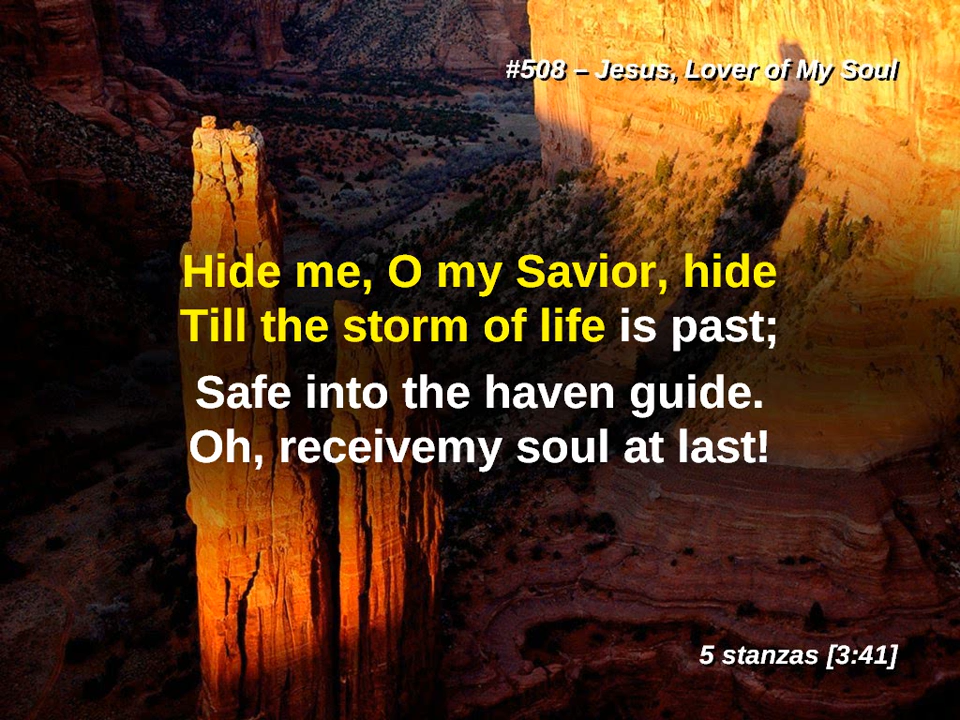 #508 – Jesus, Lover of My Soul
Hide me, O my Savior, hide
Till the storm of life is past;
Safe into the haven guide.
Oh, receivemy soul at last!
5 stanzas [3:41]